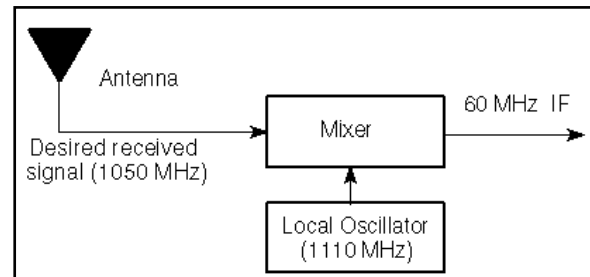 Antenna
Desired received
signal (1050 MHz)
Mixer
60 MHz IF
Local Oscillator
(1110 MHz)